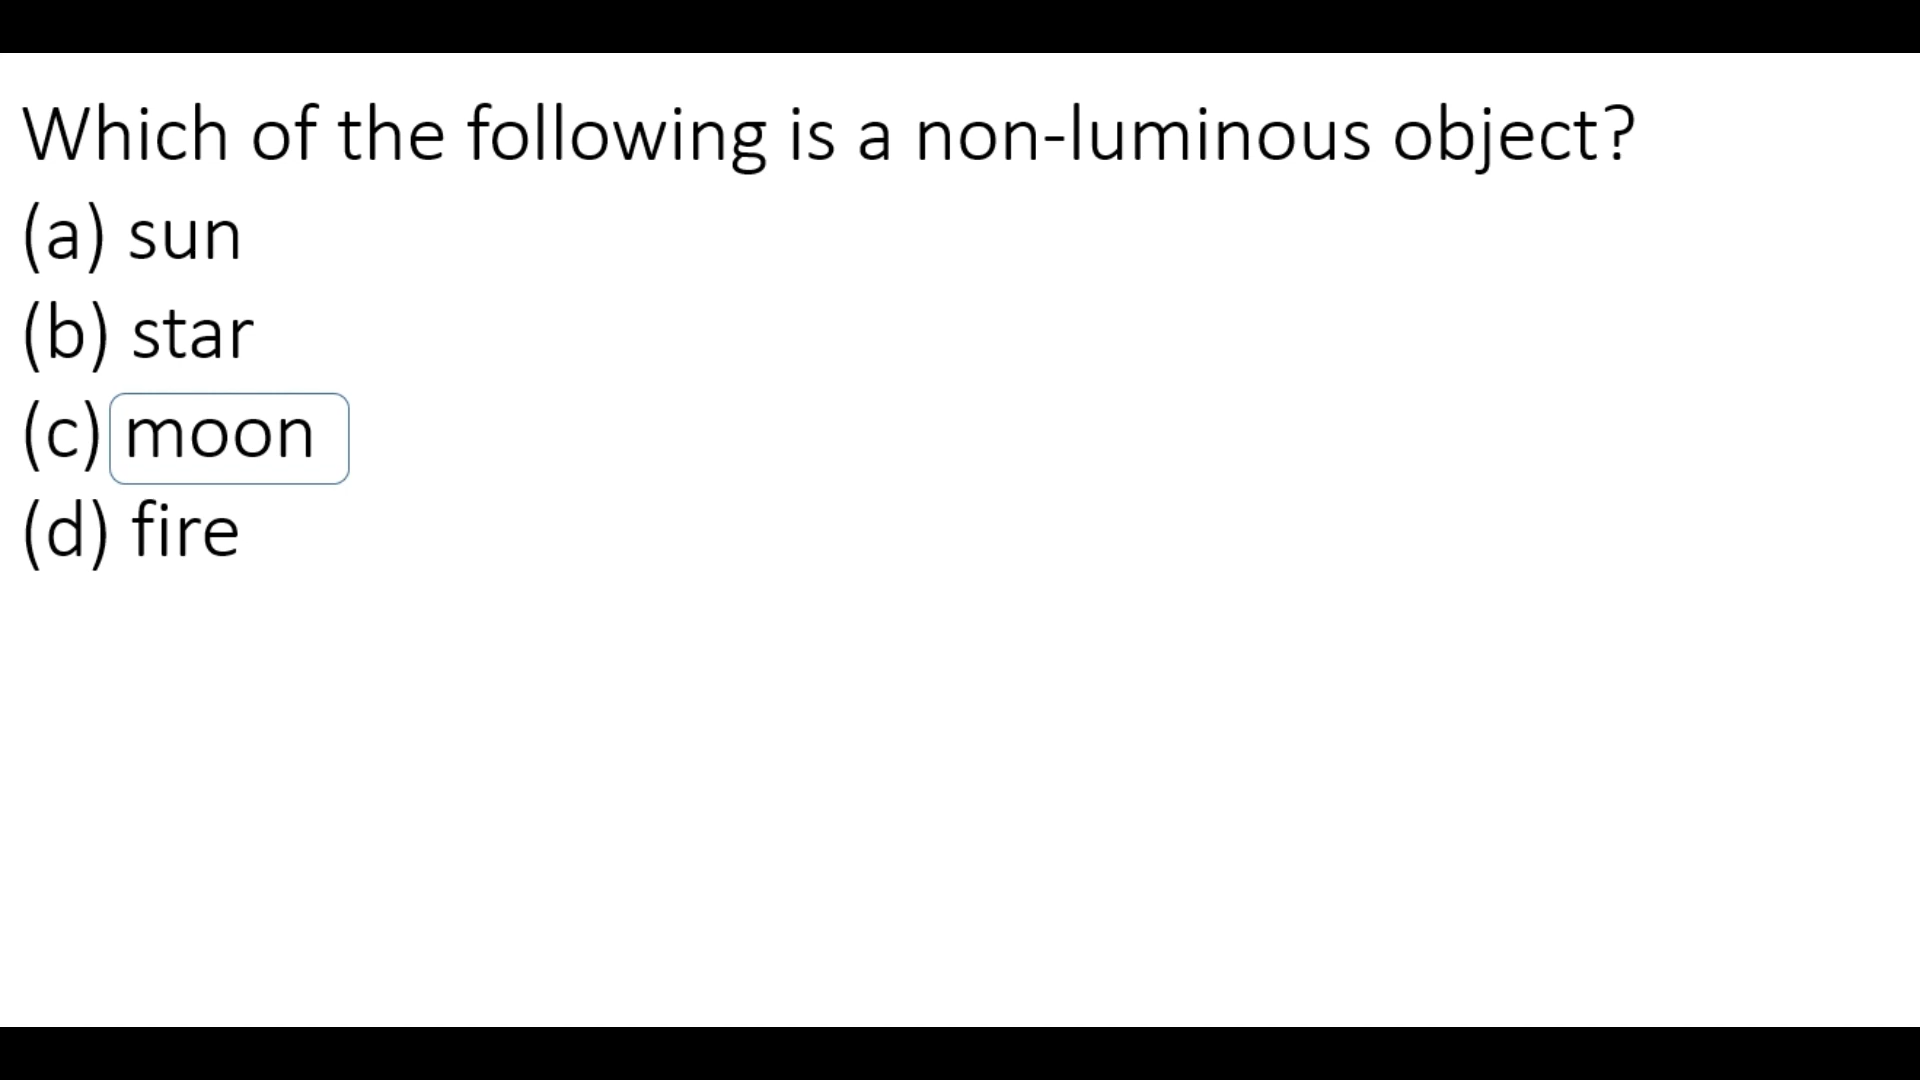 Which of the following is a non-luminous object?
(a) sun
(b) star
(c) moon
(d) fire